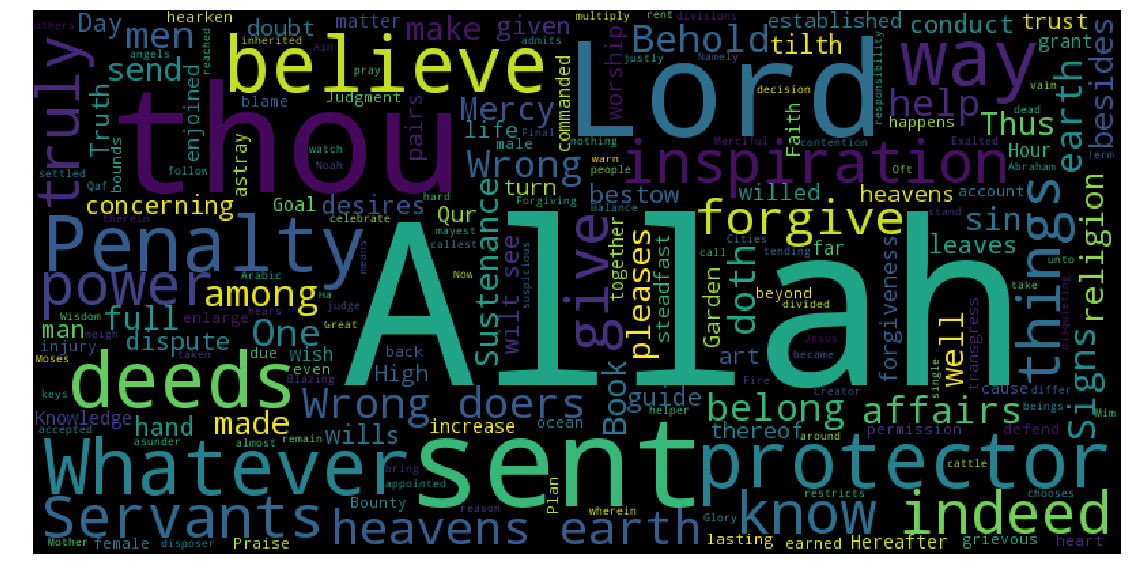 Allah
Lord
thou
sent
believe
way
inspiration
Penalty
deeds
Whatever
protector
Servants
know
indeed
forgive
power
give
things
truly
heavens earth
Wrong doers
belong
affairs
religion
signs
among
full
One
men
send
Truth
Day
hearken
doubt
matter
make
given
multiply
rent
divisions
established
conduct
trust
grant
others
inherited
Ain
admits
angels
reached
pray
justly
Namely
Behold
tilth
worship
decision
responsibility
vain
dead
besides
help
happens
Thus
earth
Hour
Exalted
Term
Abraham
blame
Judgment
Mercy
pairs
commanded
Faith
Merciful
contention
Oft
nothing
warn
people
Final
life
male
Wrong
enjoined
bounds
settled
Qaf
follow
watch
Noah
astray
hard
Forgiving
turn
bestow
willed
Balance
heavens
account
stand
concerning
therein
Goal
desires
celebrate
mayest
Qur
callest
Sustenance
wilt see
suspicious
together
steadfast
pleases
call
Cities
tending
far
sin
leaves
unto
take
Garden
doth
beyond
divided
forgiveness
well
transgress
disquieting
Arabic
means
Now
Ma
judge
hears
Wisdom
weigh
enlarge
Great
man
dispute
due
wish
back
injury
Moses
taken
even
Blazing
High
art
Jesus
became
Fire
Creator
single
cause
differ
beings
Mim
keys
Knowledge
hand
made
accepted
asunder
almost
remain
wills
increase
helper
ocean
Book
guide
thereof
around
permission
defend
bring
appointed
reason
Bounty
Plan
wherein
restricts
cattle
chooses
Mother
female
disposer
Praise
Glory
lasting
earned
Hereafter
grievous
heart